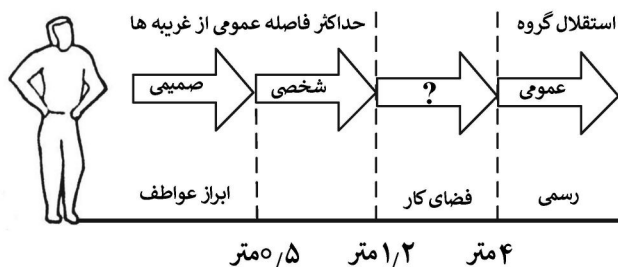 استقلال گروه
حداکثر فاصله عمومی از غریبه ها
صمیمی
شخصی
?
عمومی
ابراز عواطف
فضای کار
رسمی
۰٫۵متر
۱٫۲متر
۴متر